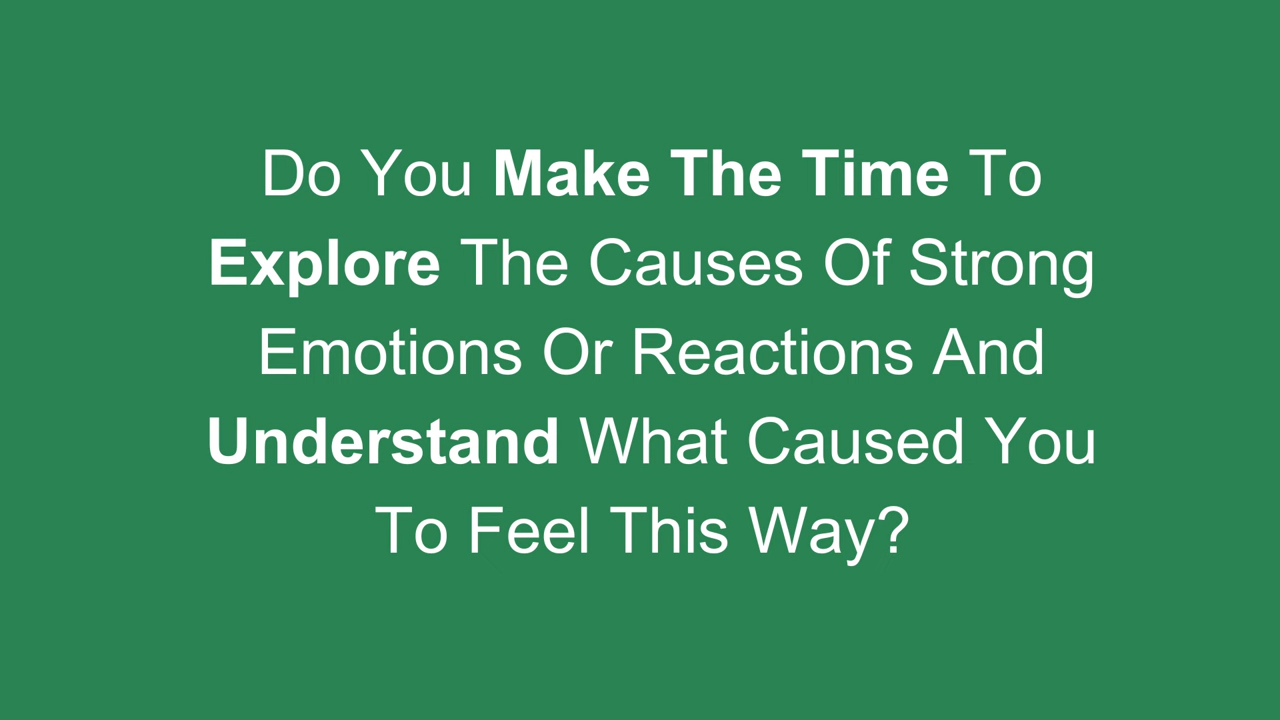 Do You Make The Time To
Explore The Causes Of Strong
Emotions Or Reactions And
Understand What Caused You
To Feel This Way?